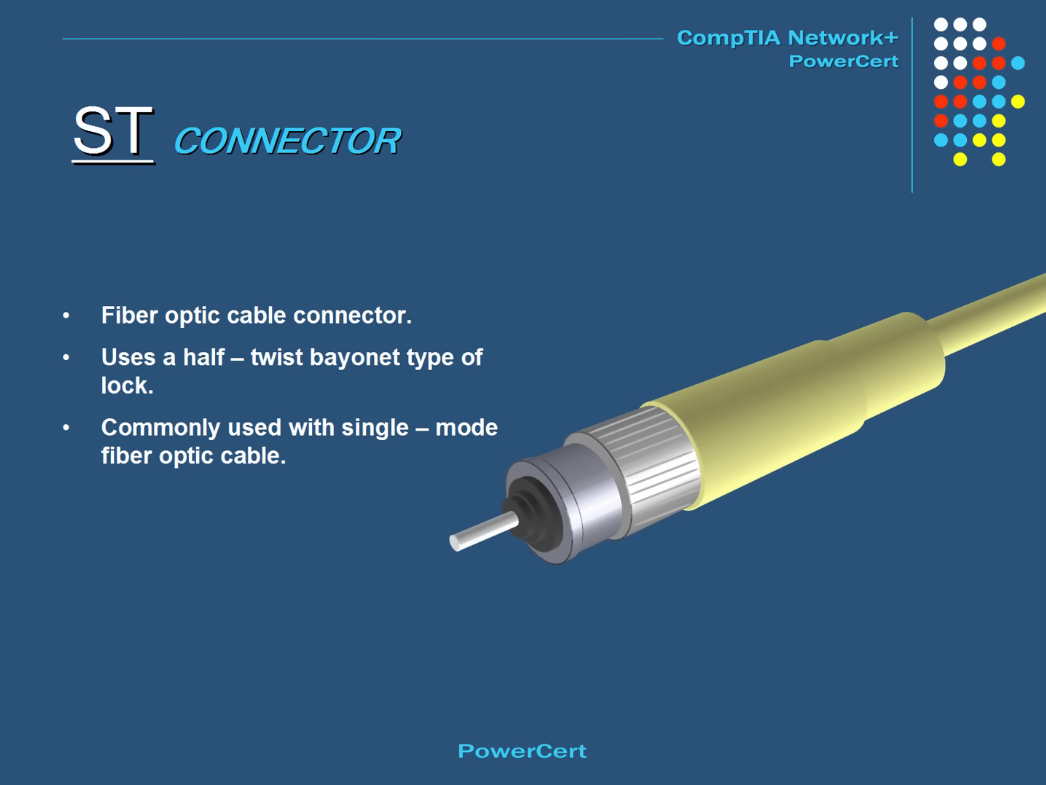 CompTIA Network+
PowerCert
ST CONNECTOR
• Fiber optic cable connector.
• Uses a half – twist bayonet type of
lock.
• Commonly used with single – mode
fiber optic cable.
PowerCert